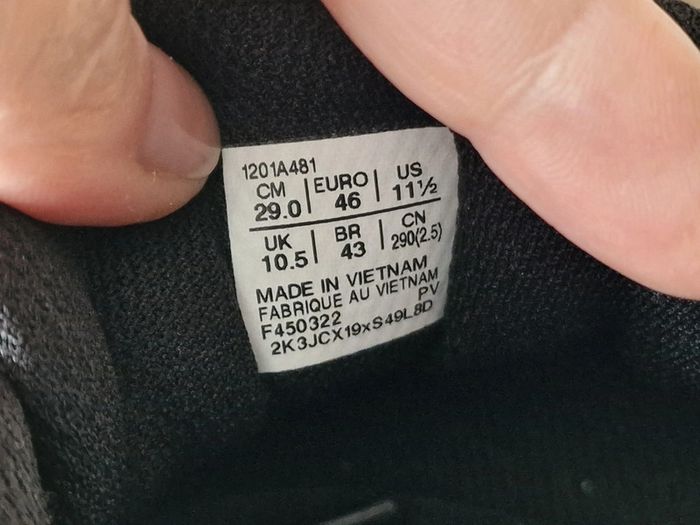 1201A481
CM EURO US
29.0 46 11½
UK BR CN
10.5 43 290(2.5)
MADE IN VIETNAM
FABRIQUE AU VIETNAM
F450322 PV
2K3JCX19xS49L8D